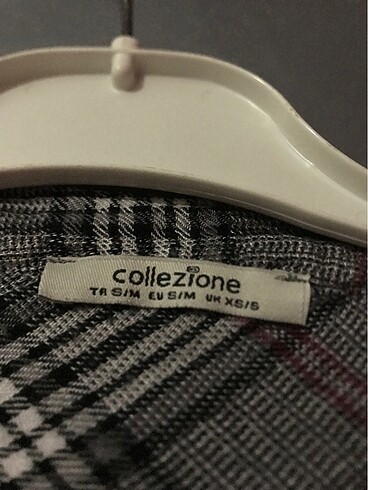 collezione
TR S/M EU S/M UK XS/S